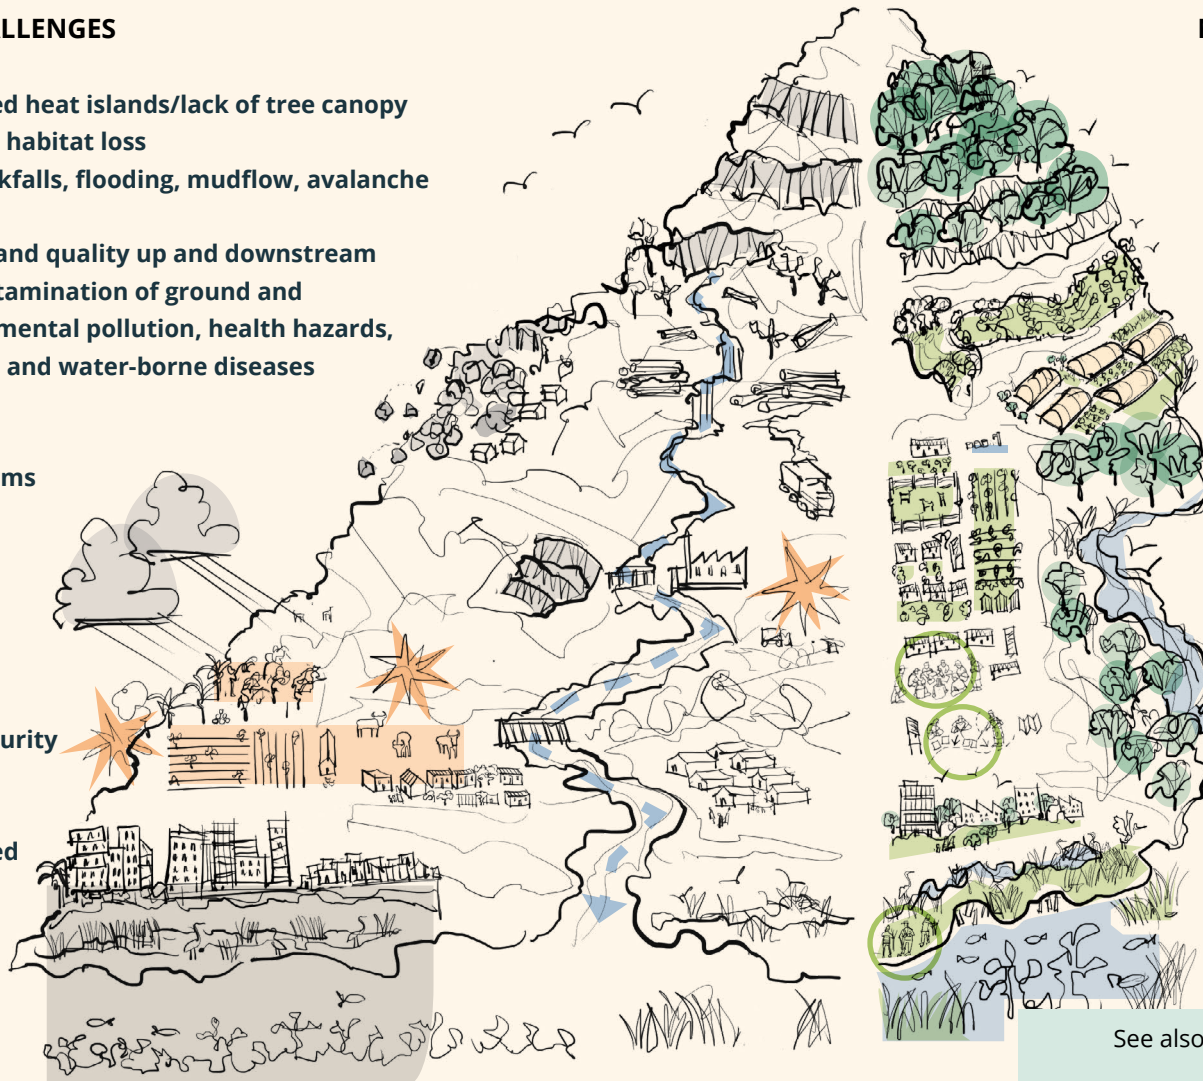 LLENGES
ed heat islands/lack of tree canopy
habitat loss
kfalls, flooding, mudflow, avalanche
and quality up and downstream
tamination of ground and
mental pollution, health hazards,
and water-borne diseases
ms
urity
ed
See also